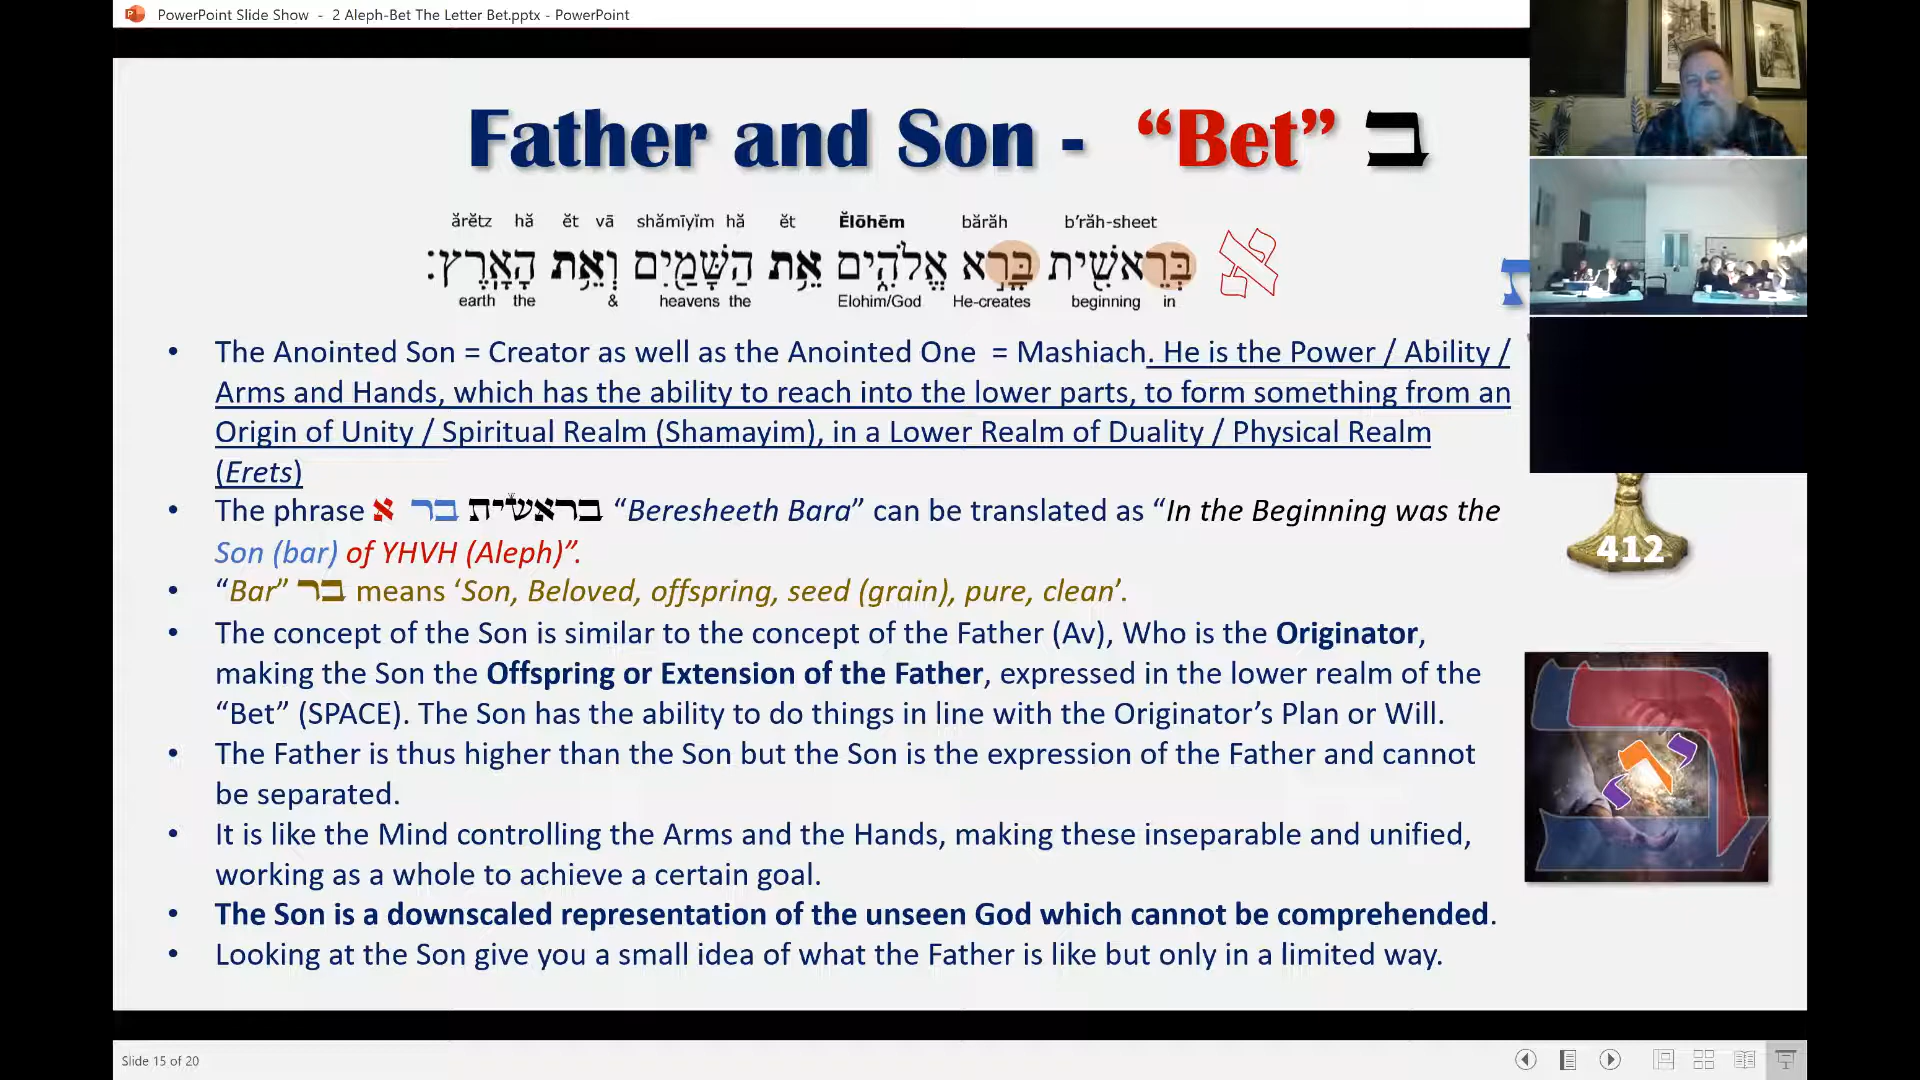 PowerPoint Slide Show - 2 Aleph-Bet The Letter Bet.pptx - PowerPoint
Father and Son - “Bet” ב
ărĕtz hă ĕt vā shămīyĭm hă ĕt Ĕlōhēm bărăh b’răh-sheet
בְּרֵאשִׁ֖ית בָּרָ֣א אֱלֹהִ֑ים אֵ֥ת הַשָּׁמַ֖יִם וְאֵ֥ת הָאָֽרֶץ׃ א
earth the & heavens the Elohim/God He-creates beginning in
ת
• The Anointed Son = Creator as well as the Anointed One = Mashiach. He is the Power / Ability /
Arms and Hands, which has the ability to reach into the lower parts, to form something from an
Origin of Unity / Spiritual Realm (Shamayim), in a Lower Realm of Duality / Physical Realm
(Erets)
• The phrase בראשית בר א “Beresheeth Bara” can be translated as “In the Beginning was the
Son (bar) of YHVH (Aleph)”.
• “Bar” בר means ‘Son, Beloved, offspring, seed (grain), pure, clean’.
• The concept of the Son is similar to the concept of the Father (Av), Who is the Originator,
making the Son the Offspring or Extension of the Father, expressed in the lower realm of the
“Bet” (SPACE). The Son has the ability to do things in line with the Originator’s Plan or Will.
• The Father is thus higher than the Son but the Son is the expression of the Father and cannot
be separated.
• It is like the Mind controlling the Arms and the Hands, making these inseparable and unified,
working as a whole to achieve a certain goal.
• The Son is a downscaled representation of the unseen God which cannot be comprehended.
• Looking at the Son give you a small idea of what the Father is like but only in a limited way.
412
Slide 15 of 20